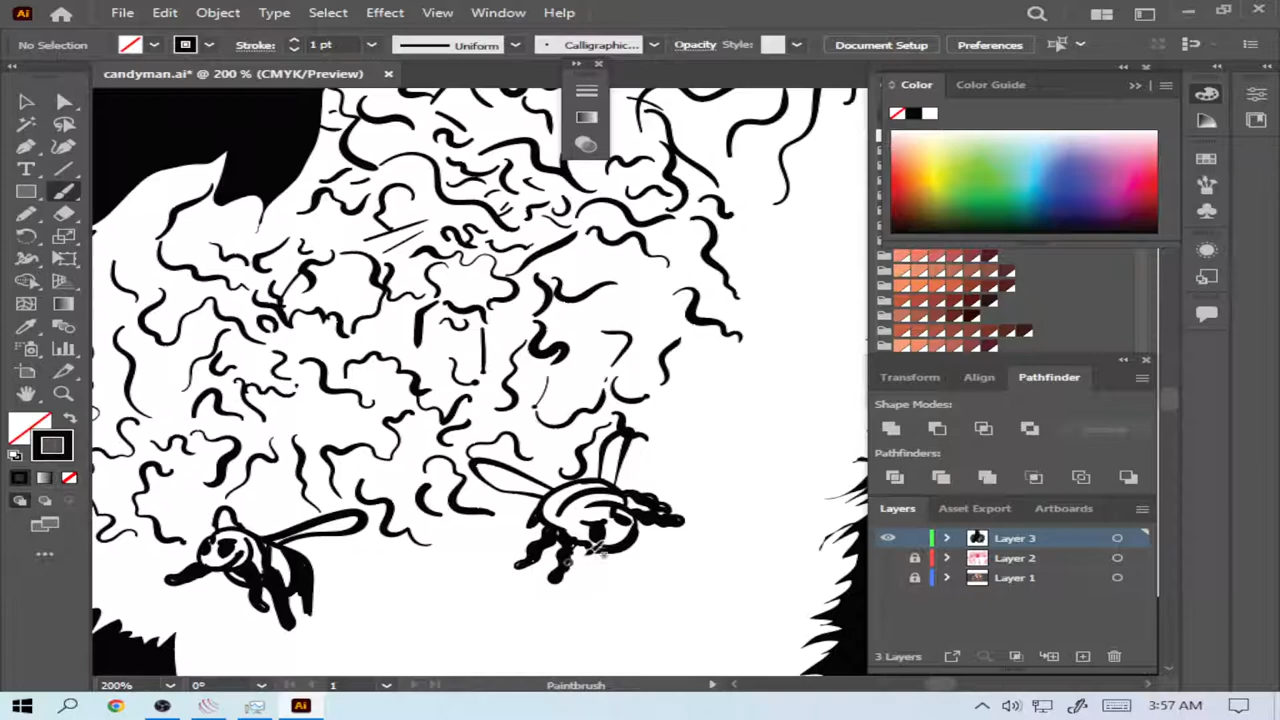 Ai File Edit Object Type Select Effect View Window Help
No Selection Stroke: 1 pt Uniform Calligraphic... Opacity Style: Document Setup Preferences
candyman.ai* @ 200 % (CMYK/Preview)
Color Color Guide
Transform Align Pathfinder
Shape Modes:
Pathfinders:
Layers Asset Export Artboards
Layer 3
Layer 2
Layer 1
3 Layers
200% 0° 1 Paintbrush
Ai 3:57 AM